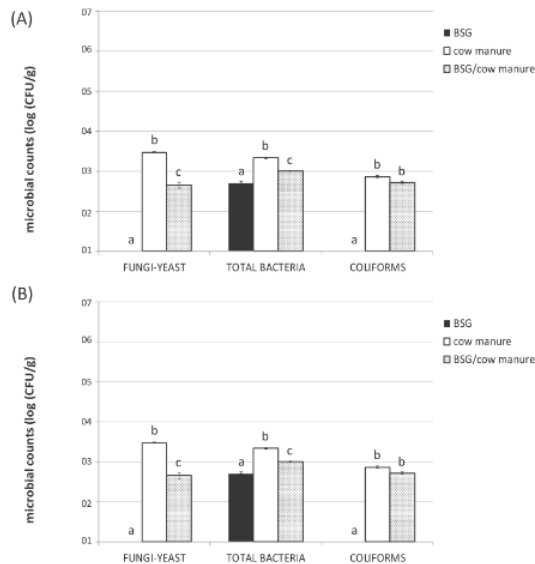 (A)
microbial counts (log (CFU/g)
07
06
05
04
03
02
01
a
b
c
a
b
c
a
b
b
FUNGI-YEAST
TOTAL BACTERIA
COLIFORMS
BSG
cow manure
BSG/cow manure
(B)
microbial counts (log (CFU/g)
07
06
05
04
03
02
01
a
b
c
a
b
c
a
b
b
FUNGI-YEAST
TOTAL BACTERIA
COLIFORMS
BSG
cow manure
BSG/cow manure